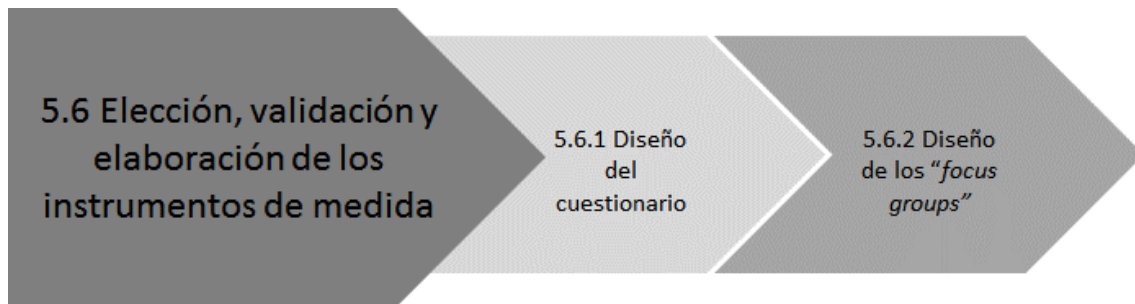 5.6 Elección, validación y
elaboración de los
instrumentos de medida
5.6.1 Diseño
del
cuestionario
5.6.2 Diseño
de los “focus
groups”